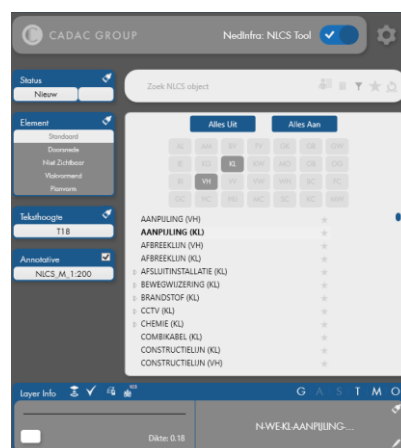 CADAC GROUP
NedInfra: NLCS Tool
Status
Nieuw
Zoek NLCS object
Element
Standaard
Doorsnede
Niet Zichtbaar
Vlakvormend
Planvorm
Alles Uit
Alles Aan
KL
VH
Teksthoogte
T18
Annotative
NLCS_M_1:200
AANPIJLING (VH)
AANPIJLING (KL)
AFBREEKLIJN (VH)
AFBREEKLIJN (KL)
AFSLUITINSTALLATIE (KL)
BEWEGWIJZERING (KL)
BRANDSTOF (KL)
CCTV (KL)
CHEMIE (KL)
COMBIKABEL (KL)
CONSTRUCTIELIJN (KL)
CONSTRUCTIELIJN (VH)
Layer Info
G A S T M O
Dikte: 0.18
N-WE-KL-AANPIJLING-...